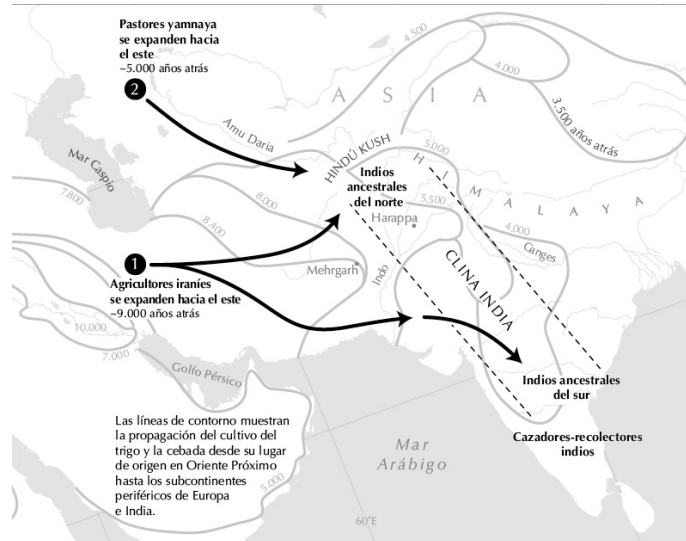 Pastores yamnaya
se expanden hacia
el este
~5.000 años atrás
2
4.500
4.000
A S I A
3.500 años
atrás
Amu Daria
Mar Caspio
HINDÚ KUSH
5.000
HIMALAYA
7.800
8.000
Indios
ancestrales
del norte
5.500
Harappa
4.000
8.400
Ganges
Mehrgarh
Indo
CLINA INDIA
1
Agricultores iraníes
se expanden hacia el este
~9.000 años atrás
10.000
7.000
Golfo Pérsico
Indios ancestrales
del sur
Las líneas de contorno muestran
la propagación del cultivo del
trigo y la cebada desde su lugar
de origen en Oriente Próximo
hasta los subcontinentes
periféricos de Europa
e India.
5.000
Mar
Arábigo
Cazadores-recolectores
indios
60°E